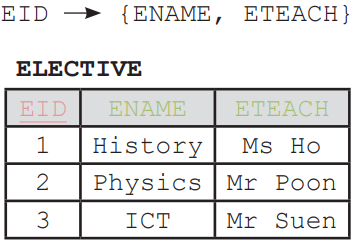 EID → {ENAME, ETEACH}
ELECTIVE
EID ENAME ETEACH
1 History Ms Ho
2 Physics Mr Poon
3 ICT Mr Suen